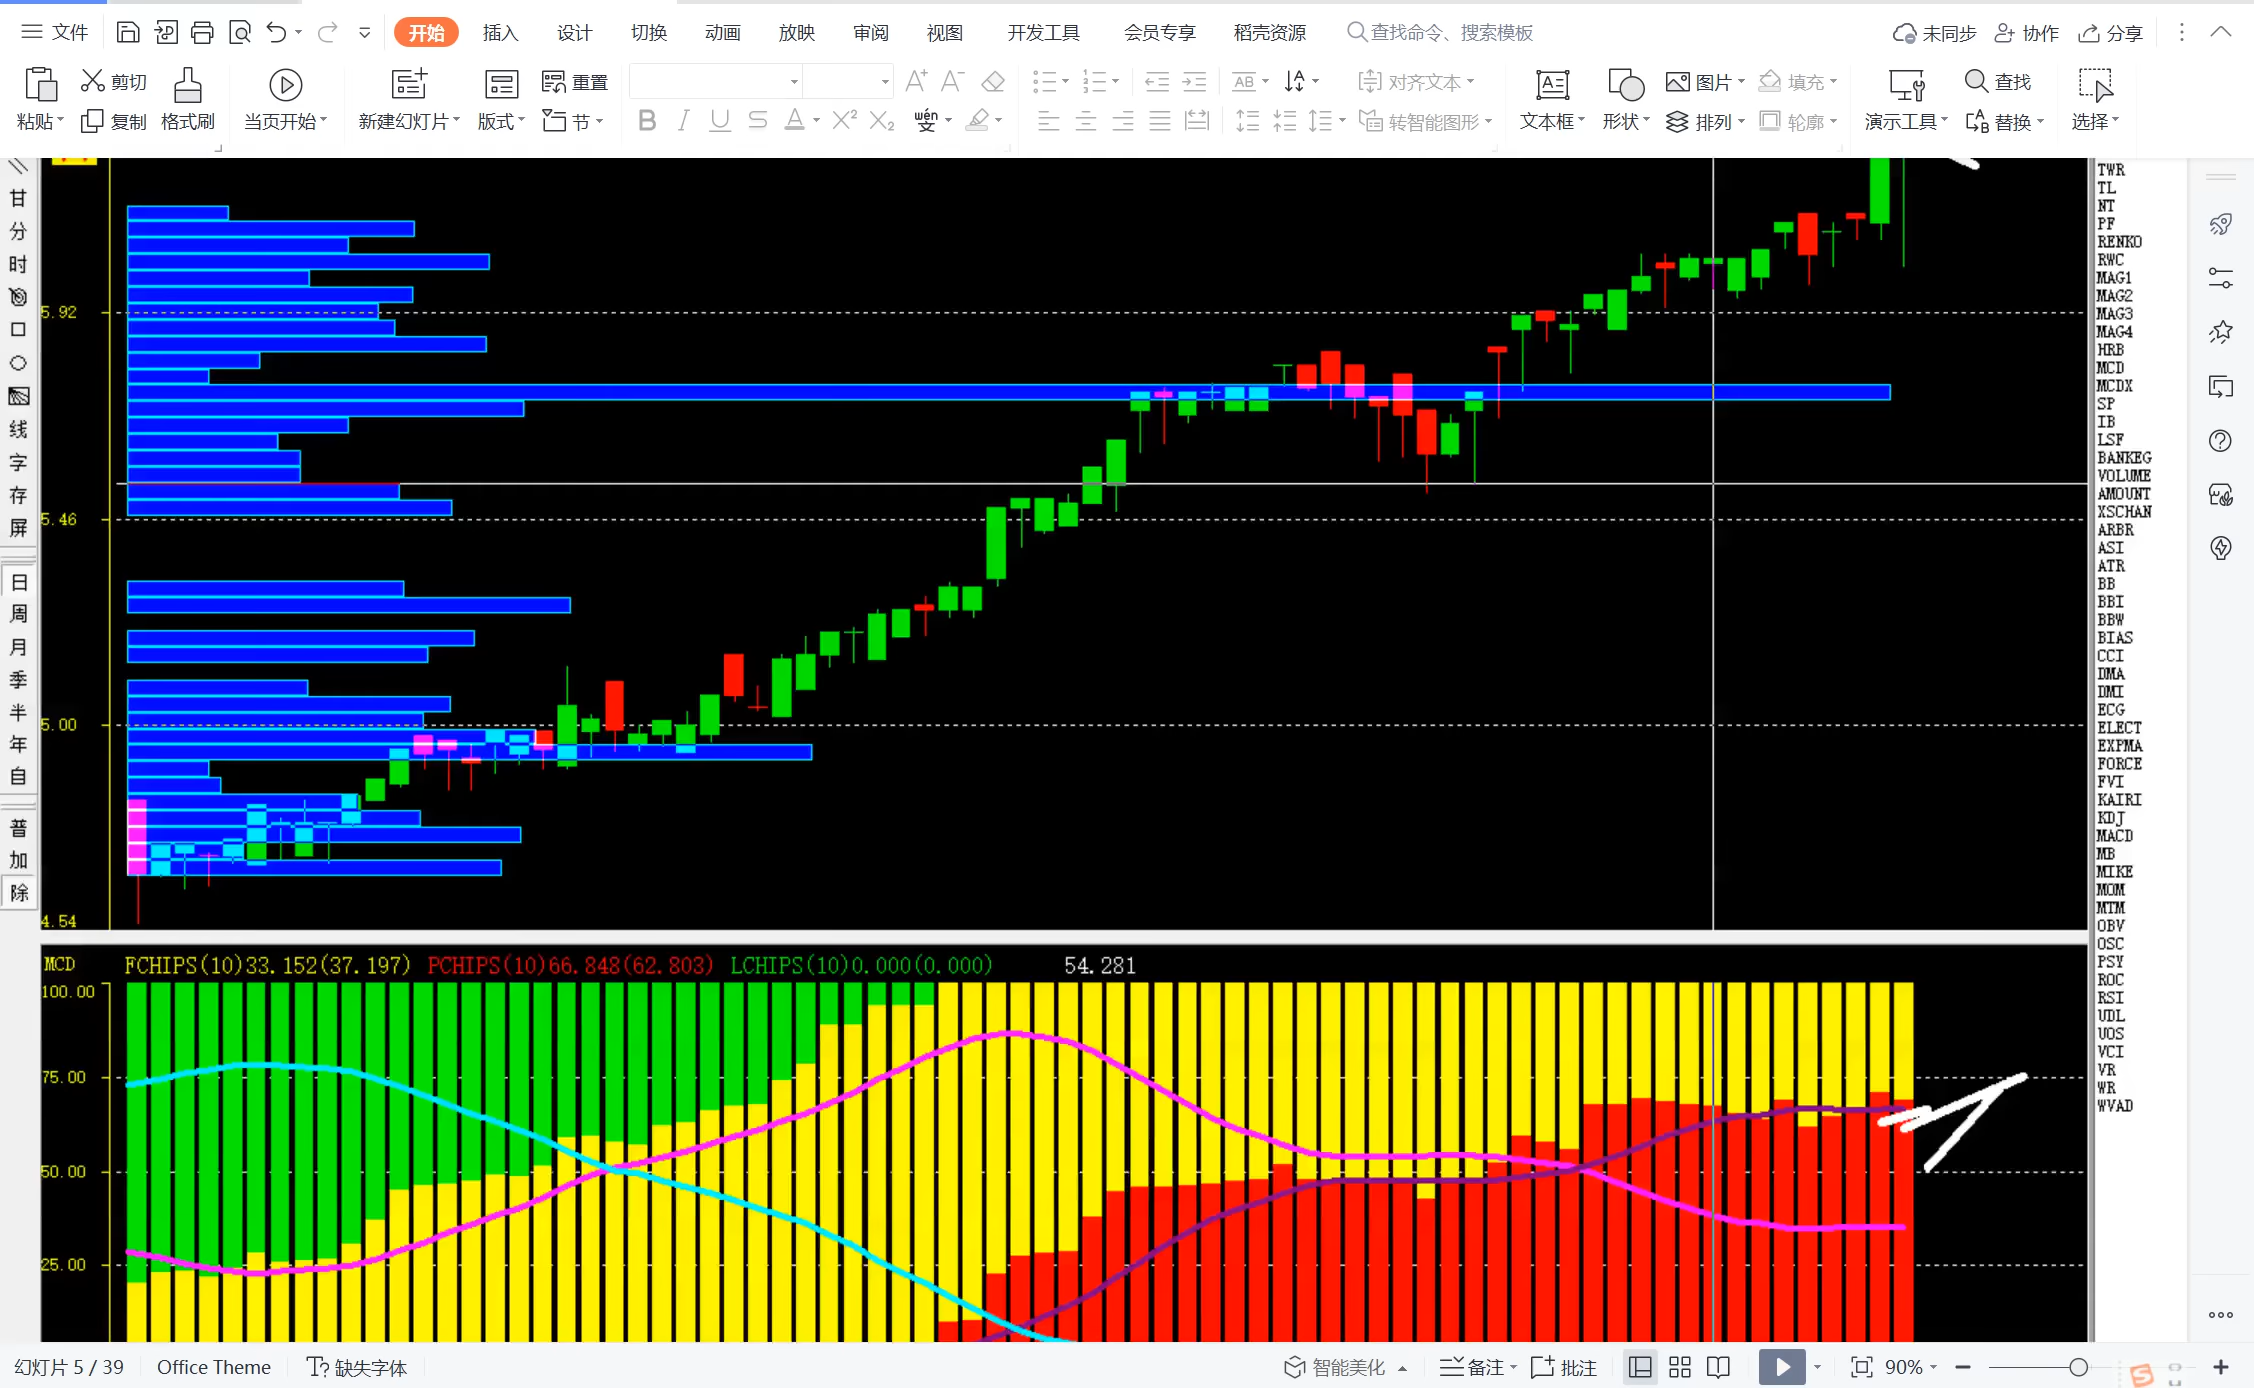 文件
开始 插入 设计 切换 动画 放映 审阅 视图 开发工具 会员专享 稻壳资源 查找命令、搜索模板 未同步 协作 分享
粘贴 剪切 复制 格式刷 当页开始 新建幻灯片 版式 重置 节
B I U S A X² X₂ wén 文 AB 对齐文本 转智能图形
文本框 形状 图片 排列 填充 轮廓 演示工具 查找 替换 选择
甘
分
时
线
字
存
屏
日
周
月
季
半
年
自
普
加
除
5.92
5.46
5.00
4.54
MCD FCHIPS(10)33.152(37.197) PCHIPS(10)66.848(62.803) LCHIPS(10)0.000(0.000) 54.281
100.00
75.00
50.00
25.00
TWR
TL
NT
PF
RENKO
RWC
MAG1
MAG2
MAG3
MAG4
HRB
MCD
MCDX
SP
IB
LSF
BANKEG
VOLUME
AMOUNT
XSCHAN
ARBR
ASI
ATR
BB
BBI
BBW
BIAS
CCI
DMA
DMI
ECG
ELECT
EXPMA
FORCE
FVI
KAIRI
KDJ
MACD
MB
MIKE
MOM
MTM
OBV
OSC
PSY
ROC
RSI
UDL
UOS
VCI
VR
WR
WVAD
幻灯片 5 / 39 Office Theme 缺失字体 智能美化 备注 批注 90%